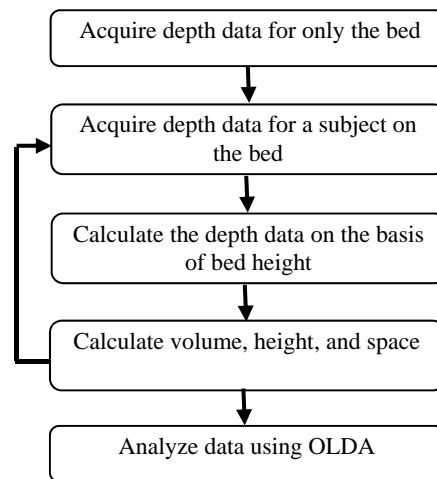 Acquire depth data for only the bed
Acquire depth data for a subject on
the bed
Calculate the depth data on the basis
of bed height
Calculate volume, height, and space
Analyze data using OLDA